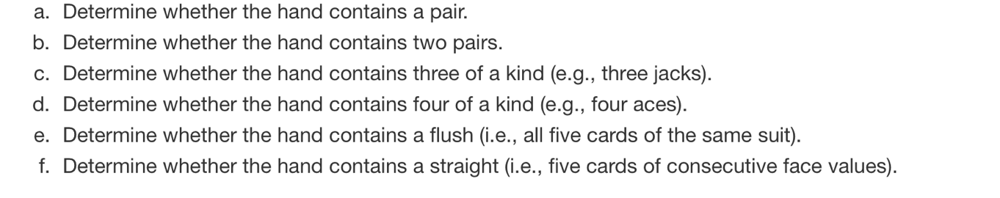 a. Determine whether the hand contains a pair.
b. Determine whether the hand contains two pairs.
c. Determine whether the hand contains three of a kind (e.g., three jacks).
d. Determine whether the hand contains four of a kind (e.g., four aces).
e. Determine whether the hand contains a flush (i.e., all five cards of the same suit).
f. Determine whether the hand contains a straight (i.e., five cards of consecutive face values).